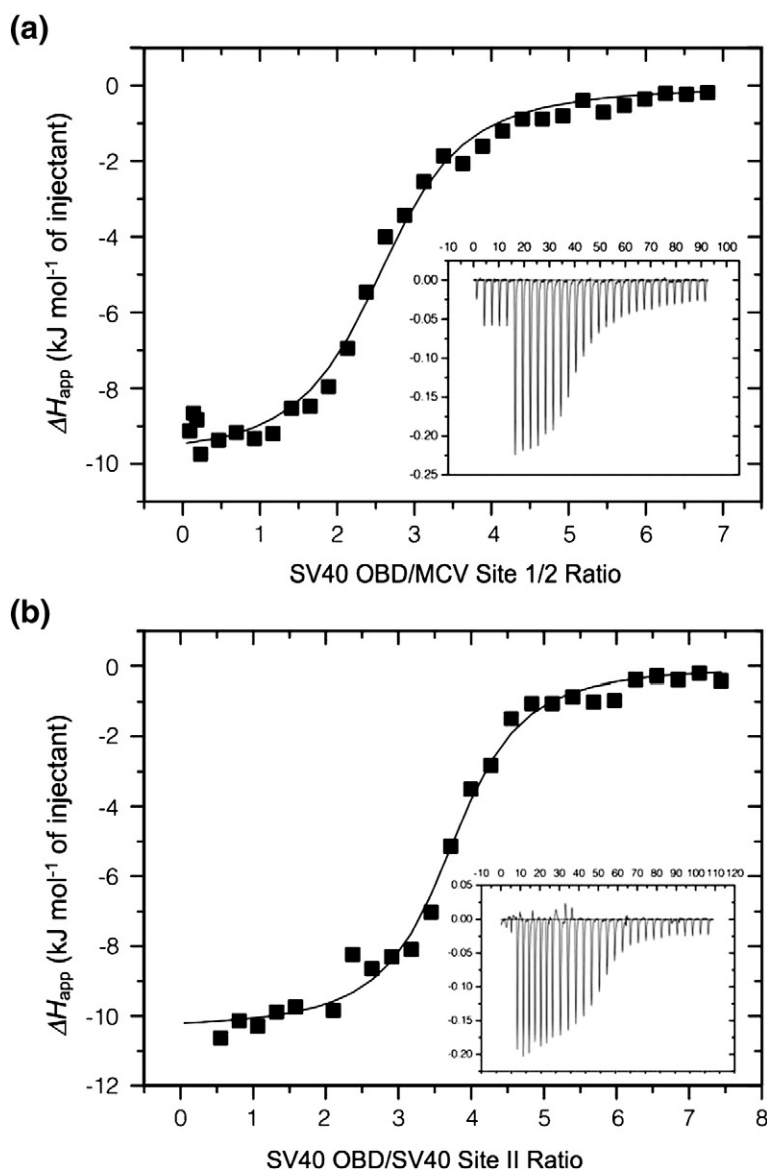 (a)
0
-2
-4
-6
-8
-10
ΔHapp (kJ mol⁻¹ of injectant)
0 1 2 3 4 5 6 7
SV40 OBD/MCV Site 1/2 Ratio
-10 0 10 20 30 40 50 60 70 80 90 100
0.00
-0.05
-0.10
-0.15
-0.20
-0.25
(b)
0
-2
-4
-6
-8
-10
-12
ΔHapp (kJ mol⁻¹ of injectant)
0 1 2 3 4 5 6 7 8
SV40 OBD/SV40 Site II Ratio
-10 0 10 20 30 40 50 60 70 80 90 100 110 120
0.05
0.00
-0.05
-0.10
-0.15
-0.20